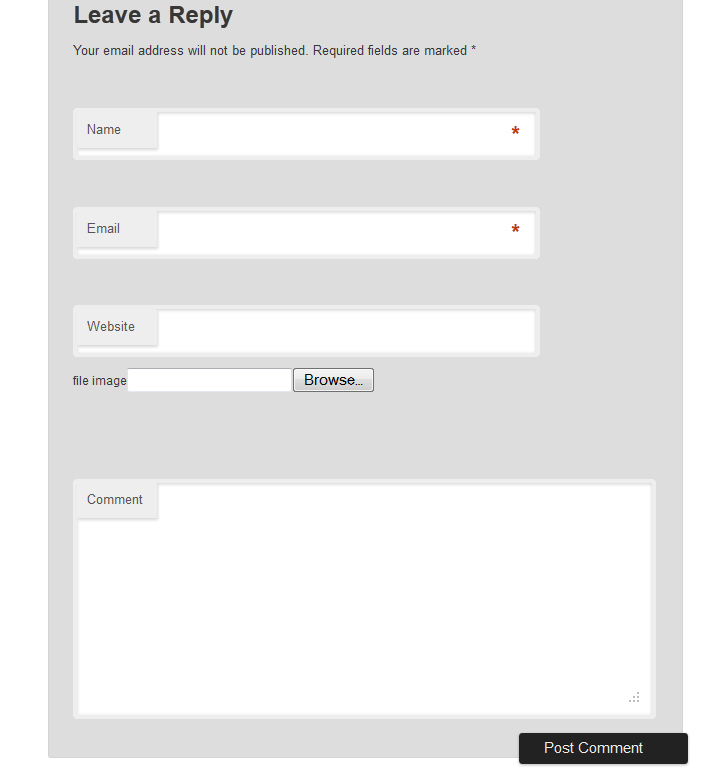 Leave a Reply
Your email address will not be published. Required fields are marked *
Name *
Email *
Website
file image Browse...
Comment
Post Comment